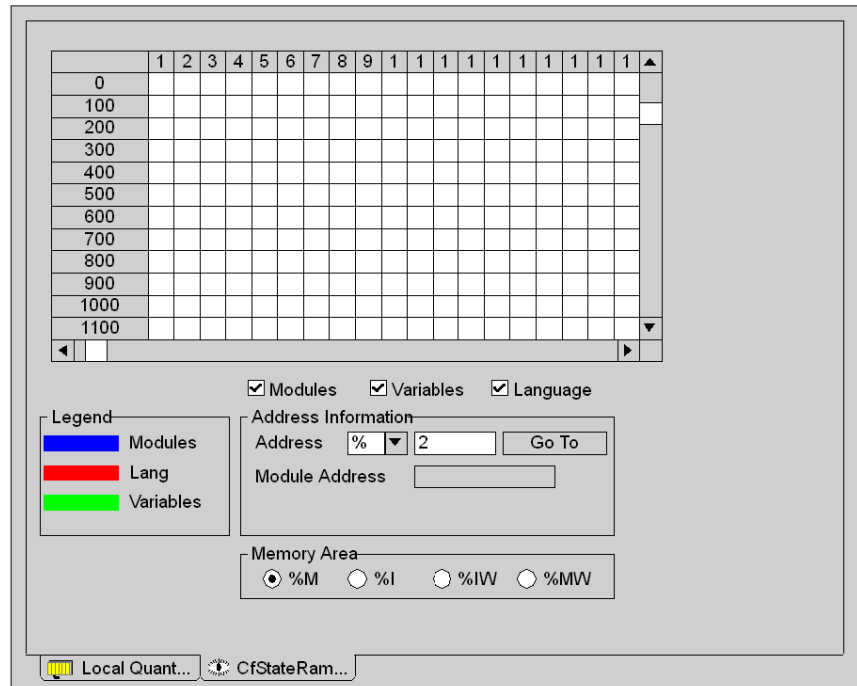 1 2 3 4 5 6 7 8 9 1 1 1 1 1 1 1 1 1 1
0
100
200
300
400
500
600
700
800
900
1000
1100
Modules Variables Language
Legend
Modules
Lang
Variables
Address Information
Address % 2 Go To
Module Address
Memory Area
%M %I %IW %MW
Local Quant... CfStateRam...